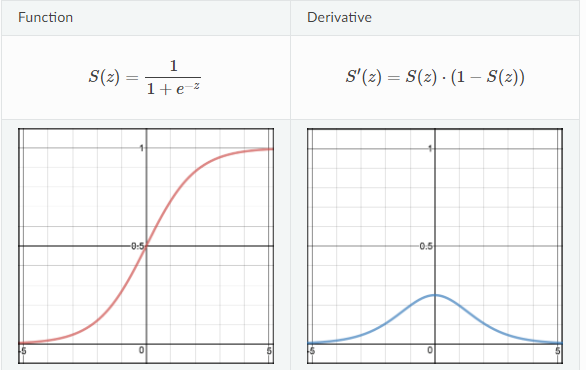 Function Derivative
S(z) = 1 / (1 + e^−z) S′(z) = S(z) · (1 − S(z))
1 1
0.5 0.5
-5 0 5 -5 0 5